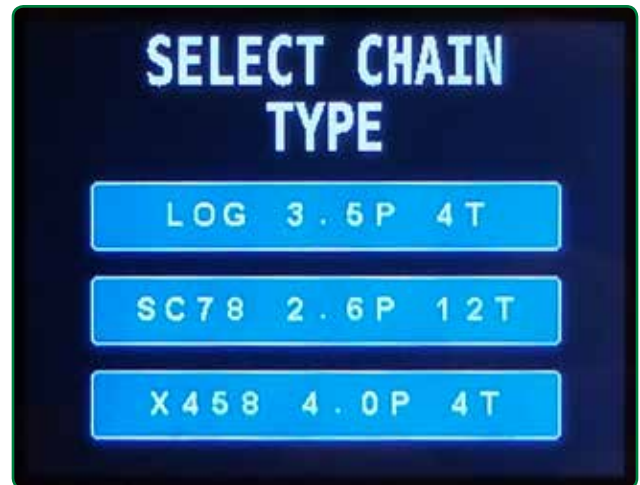 SELECT CHAIN
TYPE
LOG 3.5P 4T
SC78 2.6P 12T
X458 4.0P 4T